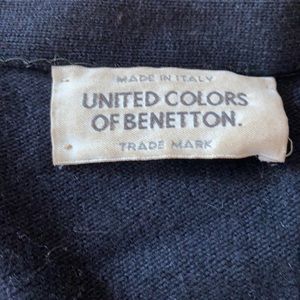 MADE IN ITALY
UNITED COLORS
OF BENETTON.
TRADE MARK